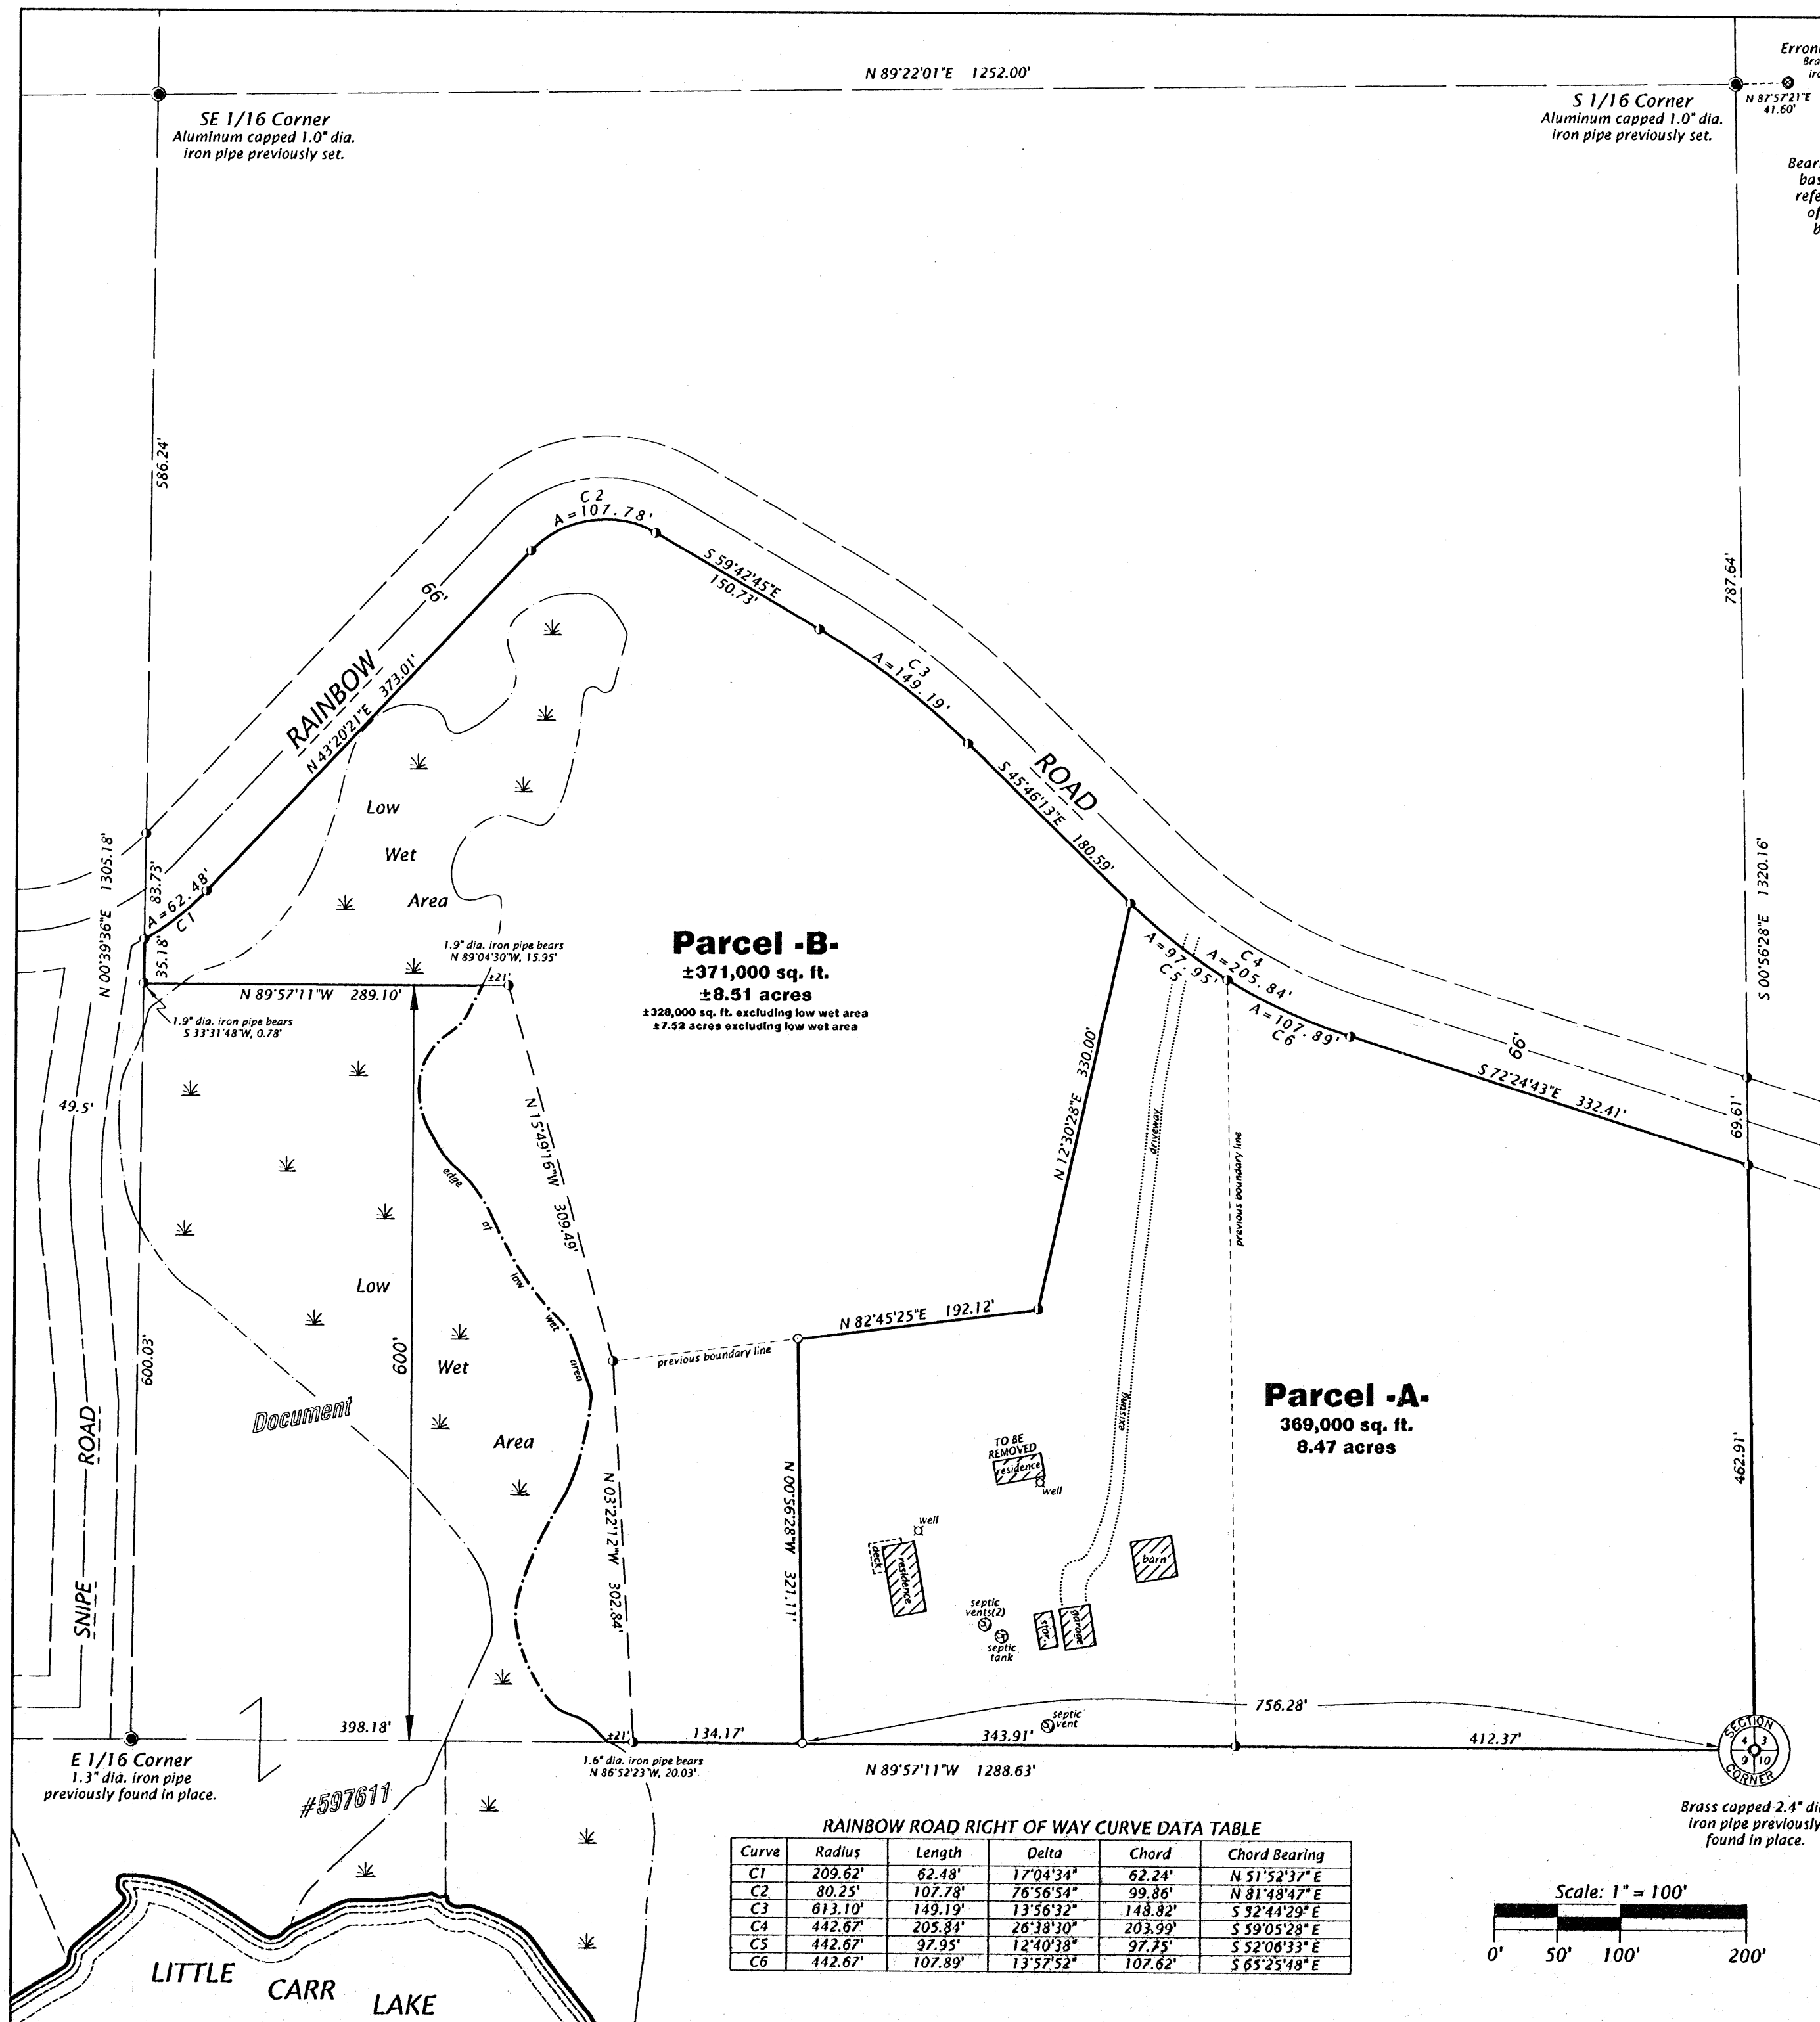 N 89°22'01"E 1252.00'
SE 1/16 Corner
Aluminum capped 1.0" dia.
iron pipe previously set.
S 1/16 Corner
Aluminum capped 1.0" dia.
iron pipe previously set.
N 87°57'21"E
41.60'
586.24'
787.64'
C 2
A=107.78'
S 59°42'45"E
150.73'
66'
RAINBOW
N 43°20'21"E 373.01'
C 3
A=149.19'
ROAD
S 45°46'13"E 180.59'
Low
Wet
Area
N 00°39'36"E 1305.18'
83.73'
A=62.48'
C1
35.18'
S 00°56'28"E 1320.16'
1.9" dia. iron pipe bears
N 89°04'30"W, 15.95'
±21'
N 89°57'11"W 289.10'
1.9" dia. iron pipe bears
S 33°31'48"W, 0.78'
Parcel -B-
±371,000 sq. ft.
±8.51 acres
±328,000 sq. ft. excluding low wet area
±7.52 acres excluding low wet area
C 4
A=205.84'
A=97.95'
C 5
A=107.89'
C 6
66'
S 72°24'43"E 332.41'
69.61'
49.5'
N 15°49'16"W 309.49'
N 12°30'28"E 330.00'
driveway
previous boundary line
edge
of
low
wet
area
Low
Wet
Area
600.03'
600'
N 82°45'25"E 192.12'
previous boundary line
Document
existing
Parcel -A-
369,000 sq. ft.
8.47 acres
TO BE
REMOVED
residence
well
462.91'
SNIPE ROAD
N 03°22'12"W 302.84'
N 00°56'28"W 321.11'
well
deck
residence
barn
septic
vents(2)
septic
tank
stor.
garage
398.18'
±21'
134.17'
septic
vent
343.91'
756.28'
412.37'
SECTION
4 3
9 10
CORNER
E 1/16 Corner
1.3" dia. iron pipe
previously found in place.
1.6" dia. iron pipe bears
N 86°52'23"W, 20.03'
N 89°57'11"W 1288.63'
#597611
Brass capped 2.4"
iron pipe previously
found in place.
RAINBOW ROAD RIGHT OF WAY CURVE DATA TABLE
Curve Radius Length Delta Chord Chord Bearing
C1 209.62' 62.48' 17°04'34" 62.24' N 51°52'37" E
C2 80.25' 107.78' 76°56'54" 99.86' N 81°48'47" E
C3 613.10' 149.19' 13°56'32" 148.82' S 52°44'29" E
C4 442.67' 205.84' 26°38'30" 203.99' S 59°05'28" E
C5 442.67' 97.95' 12°40'38" 97.75' S 52°06'33" E
C6 442.67' 107.89' 13°57'52" 107.62' S 65°25'48" E
Scale: 1" = 100'
0' 50' 100' 200'
LITTLE CARR LAKE